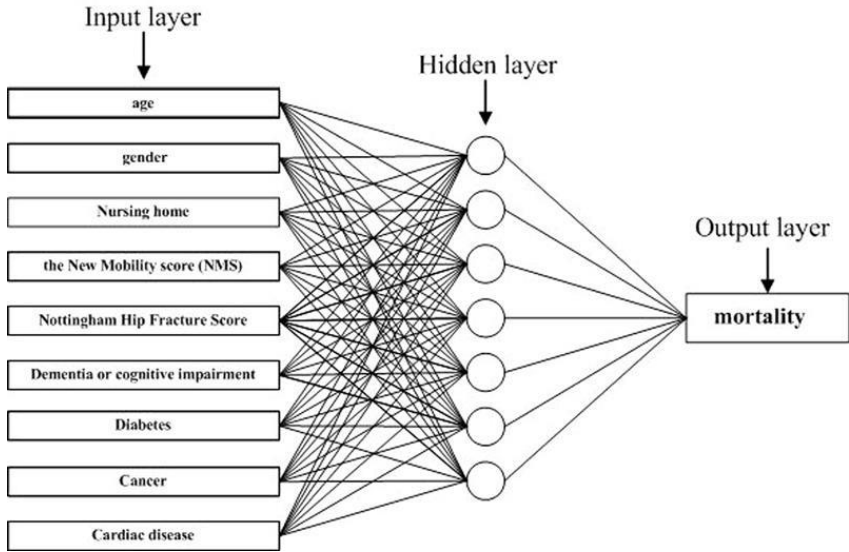 Input layer
Hidden layer
Output layer
age
gender
Nursing home
the New Mobility score (NMS)
Nottingham Hip Fracture Score
Dementia or cognitive impairment
Diabetes
Cancer
Cardiac disease
mortality